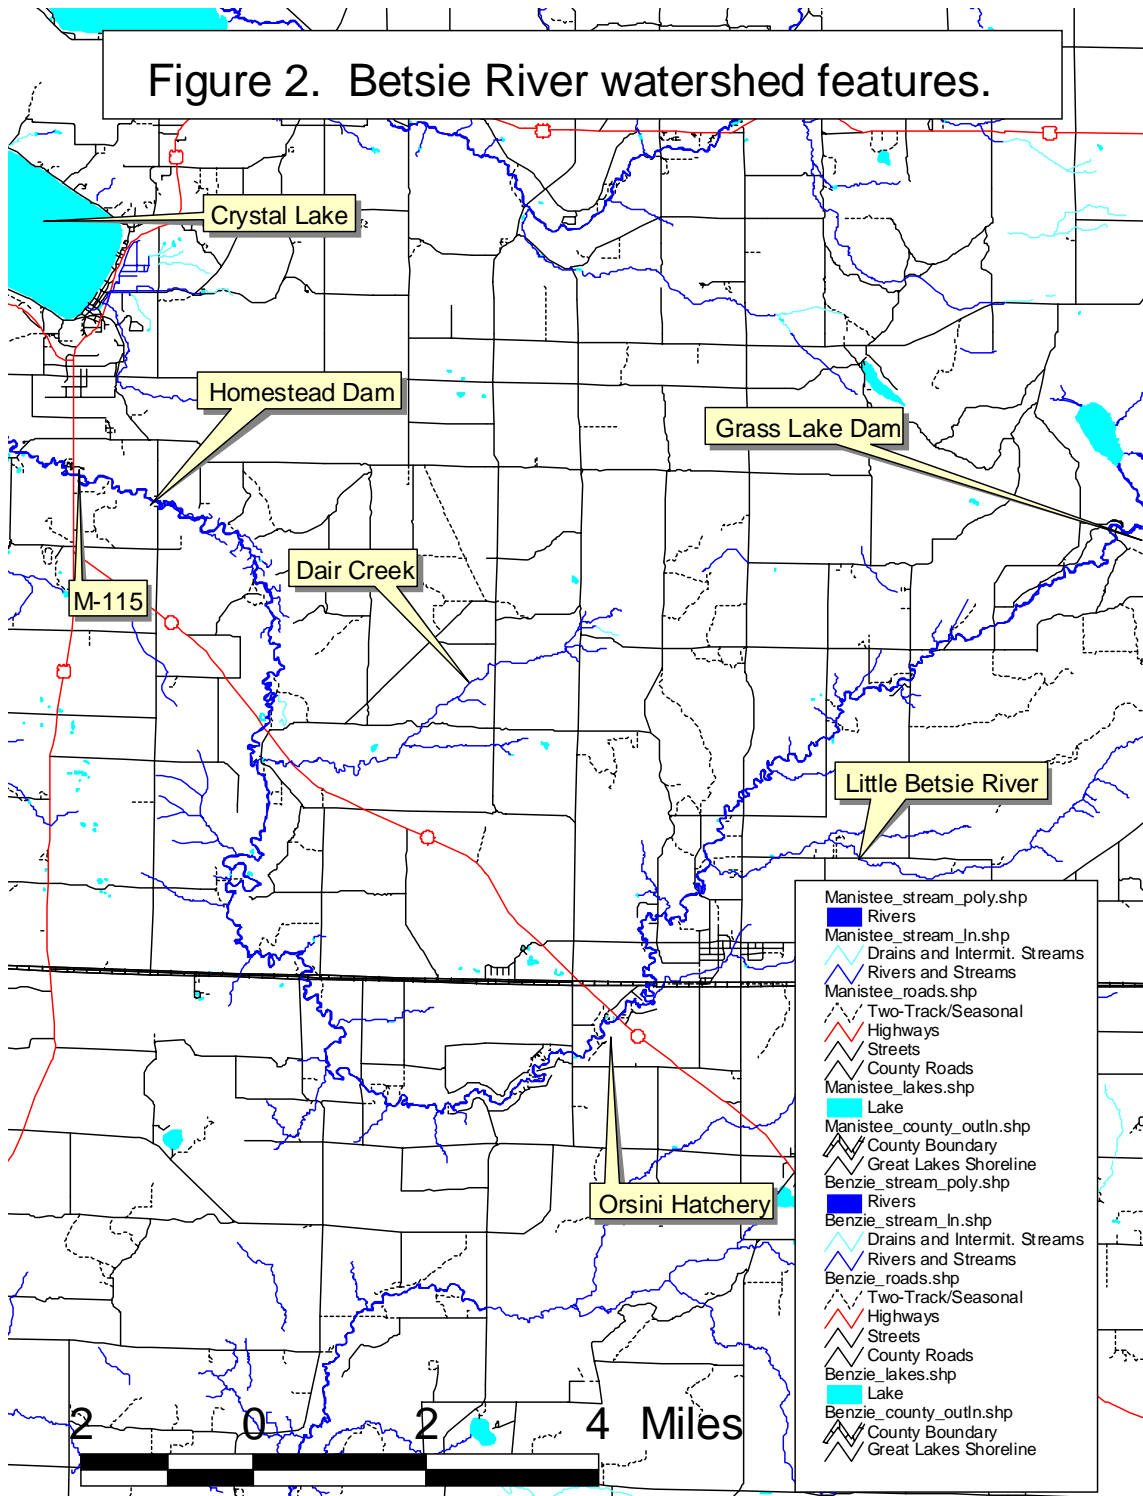 Figure 2. Betsie River watershed features.
Crystal Lake
Homestead Dam
Grass Lake Dam
Dair Creek
M-115
Little Betsie River
Orsini Hatchery
Manistee_stream_poly.shp
Rivers
Manistee_stream_ln.shp
Drains and Intermit. Streams
Rivers and Streams
Manistee_roads.shp
Two-Track/Seasonal
Highways
Streets
County Roads
Manistee_lakes.shp
Lake
Manistee_county_outln.shp
County Boundary
Great Lakes Shoreline
Benzie_stream_poly.shp
Rivers
Benzie_stream_ln.shp
Drains and Intermit. Streams
Rivers and Streams
Benzie_roads.shp
Two-Track/Seasonal
Highways
Streets
County Roads
Benzie_lakes.shp
Lake
Benzie_county_outln.shp
County Boundary
Great Lakes Shoreline
2 0 2 4 Miles